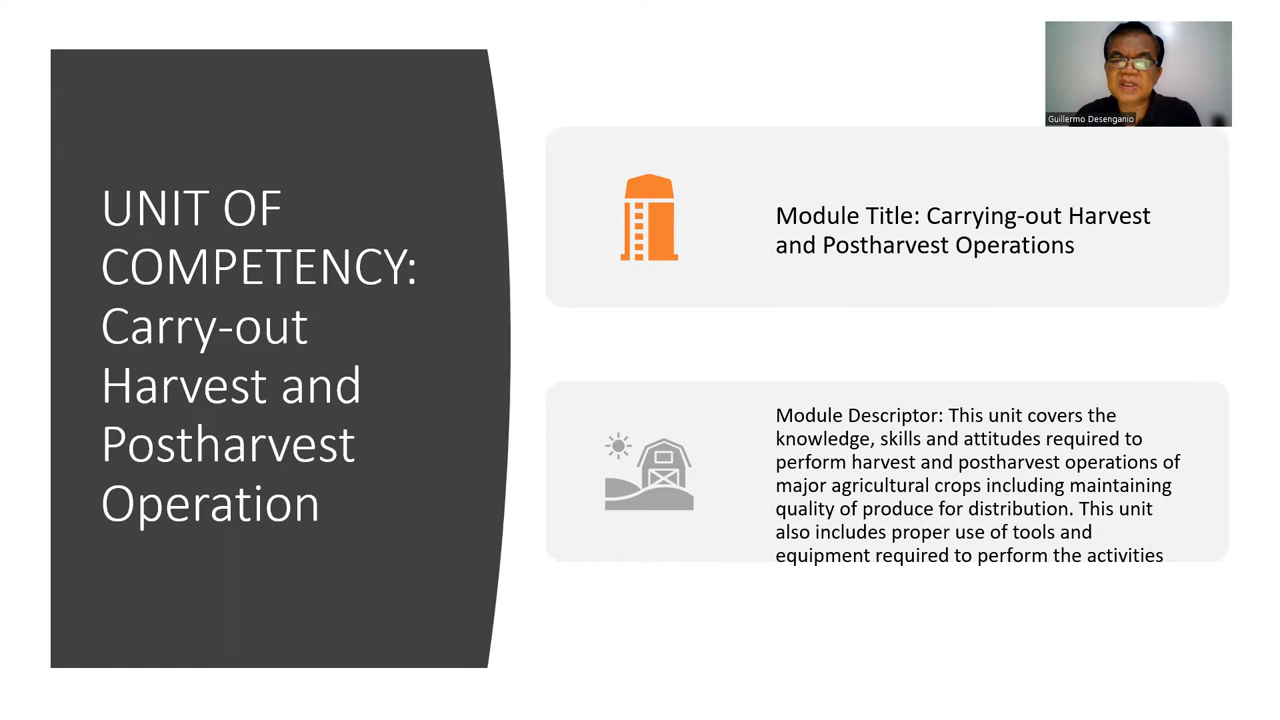 UNIT OF
COMPETENCY:
Carry-out
Harvest and
Postharvest
Operation
Guillermo Desenganio
Module Title: Carrying-out Harvest
and Postharvest Operations
Module Descriptor: This unit covers the
knowledge, skills and attitudes required to
perform harvest and postharvest operations of
major agricultural crops including maintaining
quality of produce for distribution. This unit
also includes proper use of tools and
equipment required to perform the activities